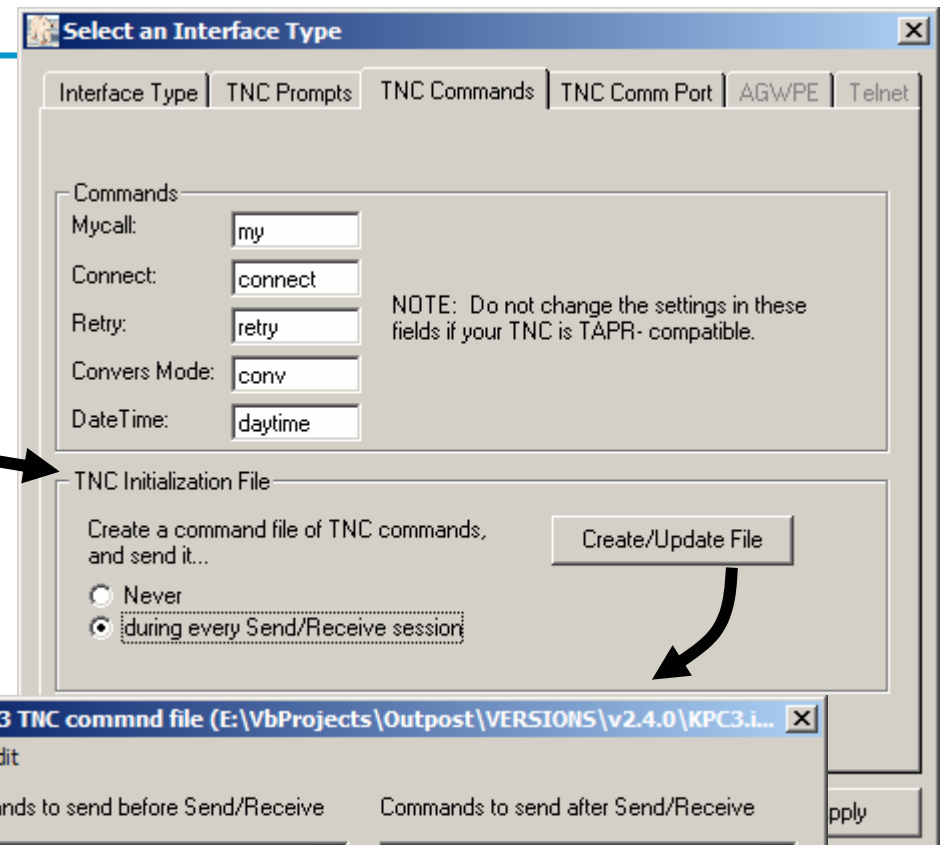 Select an Interface Type
Interface Type TNC Prompts TNC Commands TNC Comm Port AGWPE Telnet
Commands
Mycall: my
Connect: connect
Retry: retry
Convers Mode: conv
DateTime: daytime
NOTE: Do not change the settings in these
fields if your TNC is TAPR- compatible.
TNC Initialization File
Create a command file of TNC commands,
and send it...
Create/Update File
Never
during every Send/Receive session
3 TNC commnd file (E:\VbProjects\Outpost\VERSIONS\v2.4.0\KPC3.i...
dit
ands to send before Send/Receive Commands to send after Send/Receive
pply